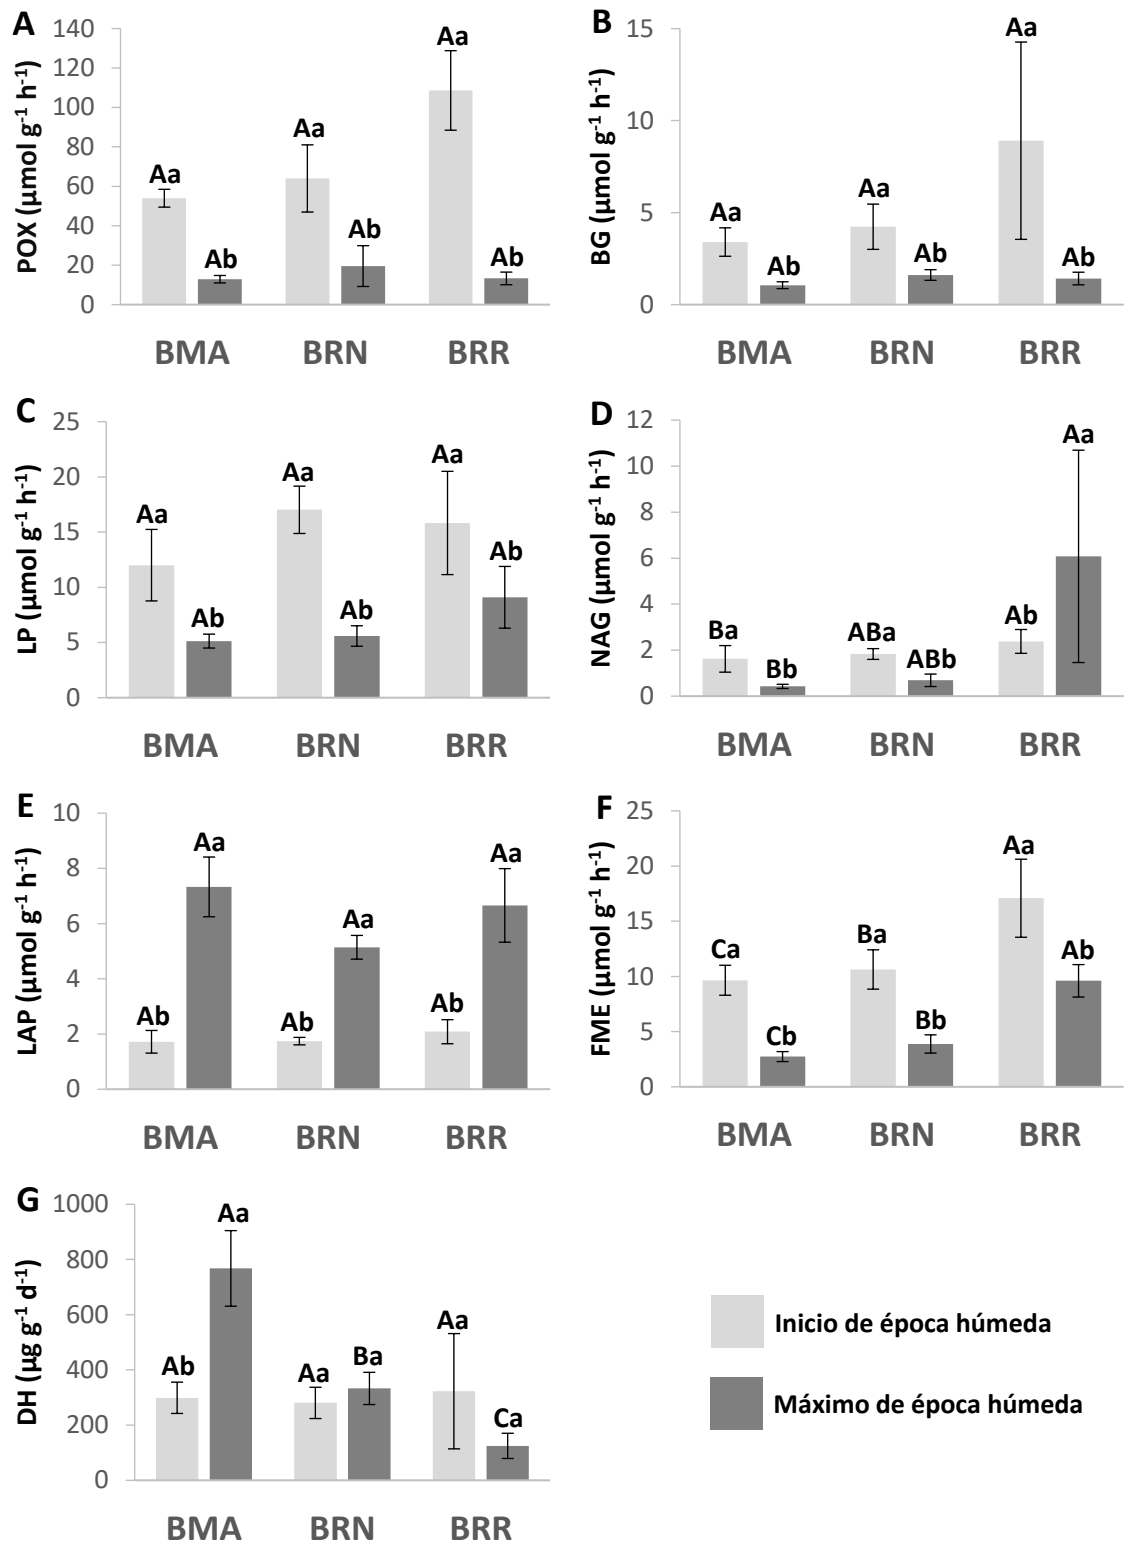 A
POX (µmol g⁻¹ h⁻¹)
140
120
100
80
60
40
20
0
Aa
Ab
Aa
Ab
Aa
Ab
BMA BRN BRR
B
BG (µmol g⁻¹ h⁻¹)
15
10
5
0
Aa
Ab
Aa
Ab
Aa
Ab
BMA BRN BRR
C
LP (µmol g⁻¹ h⁻¹)
25
20
15
10
5
0
Aa
Ab
Aa
Ab
Aa
Ab
BMA BRN BRR
D
NAG (µmol g⁻¹ h⁻¹)
12
10
8
6
4
2
0
Ba
Bb
ABa
ABb
Ab
Aa
BMA BRN BRR
E
LAP (µmol g⁻¹ h⁻¹)
10
8
6
4
2
0
Ab
Aa
Ab
Aa
Ab
Aa
BMA BRN BRR
F
FME (µmol g⁻¹ h⁻¹)
25
20
15
10
5
0
Ca
Cb
Ba
Bb
Aa
Ab
BMA BRN BRR
G
DH (µg g⁻¹ d⁻¹)
1000
800
600
400
200
0
Ab
Aa
Aa
Ba
Aa
Ca
BMA BRN BRR
Inicio de época húmeda
Máximo de época húmeda